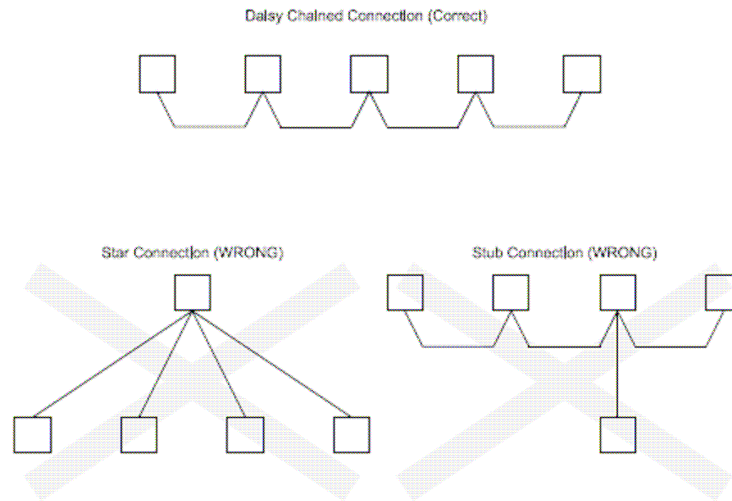 Daisy Chained Connection (Correct)
Star Connection (WRONG)
Stub Connection (WRONG)